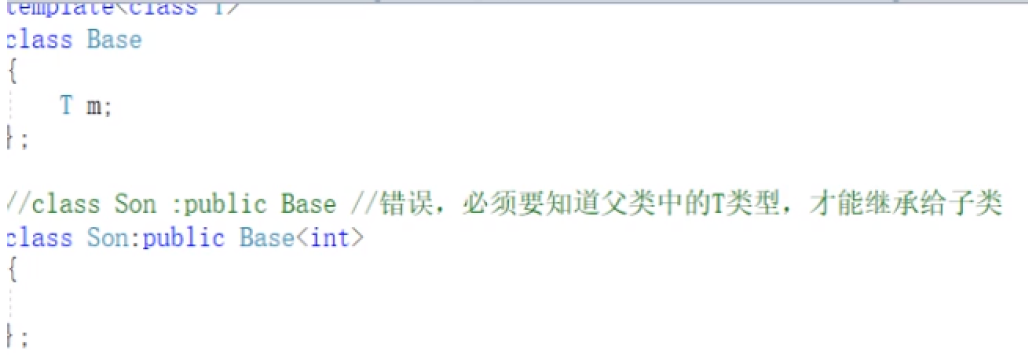 template<class T>
class Base
{
T m;
};
//class Son :public Base //错误，必须要知道父类中的T类型，才能继承给子类
class Son:public Base<int>
{
};